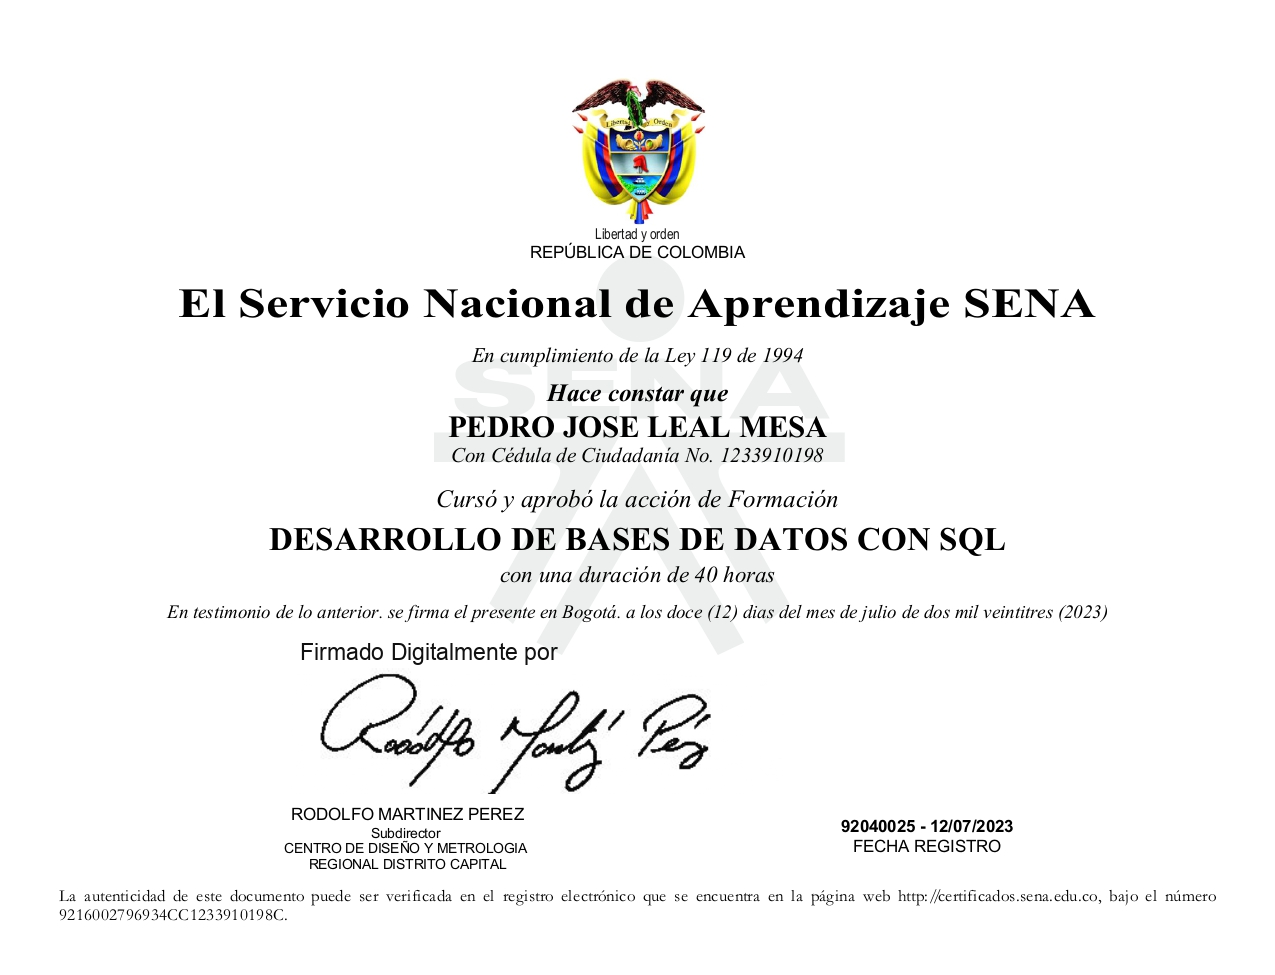 Libertad y Orden
Libertad y orden
REPÚBLICA DE COLOMBIA
El Servicio Nacional de Aprendizaje SENA
En cumplimiento de la Ley 119 de 1994
SENA
Hace constar que
PEDRO JOSE LEAL MESA
Con Cédula de Ciudadanía No. 1233910198
Cursó y aprobó la acción de Formación
DESARROLLO DE BASES DE DATOS CON SQL
con una duración de 40 horas
En testimonio de lo anterior. se firma el presente en Bogotá. a los doce (12) dias del mes de julio de dos mil veintitres (2023)
Firmado Digitalmente por
RODOLFO MARTINEZ PEREZ
Subdirector
CENTRO DE DISEÑO Y METROLOGIA
REGIONAL DISTRITO CAPITAL
92040025 - 12/07/2023
FECHA REGISTRO
La autenticidad de este documento puede ser verificada en el registro electrónico que se encuentra en la página web http://certificados.sena.edu.co, bajo el número
9216002796934CC1233910198C.